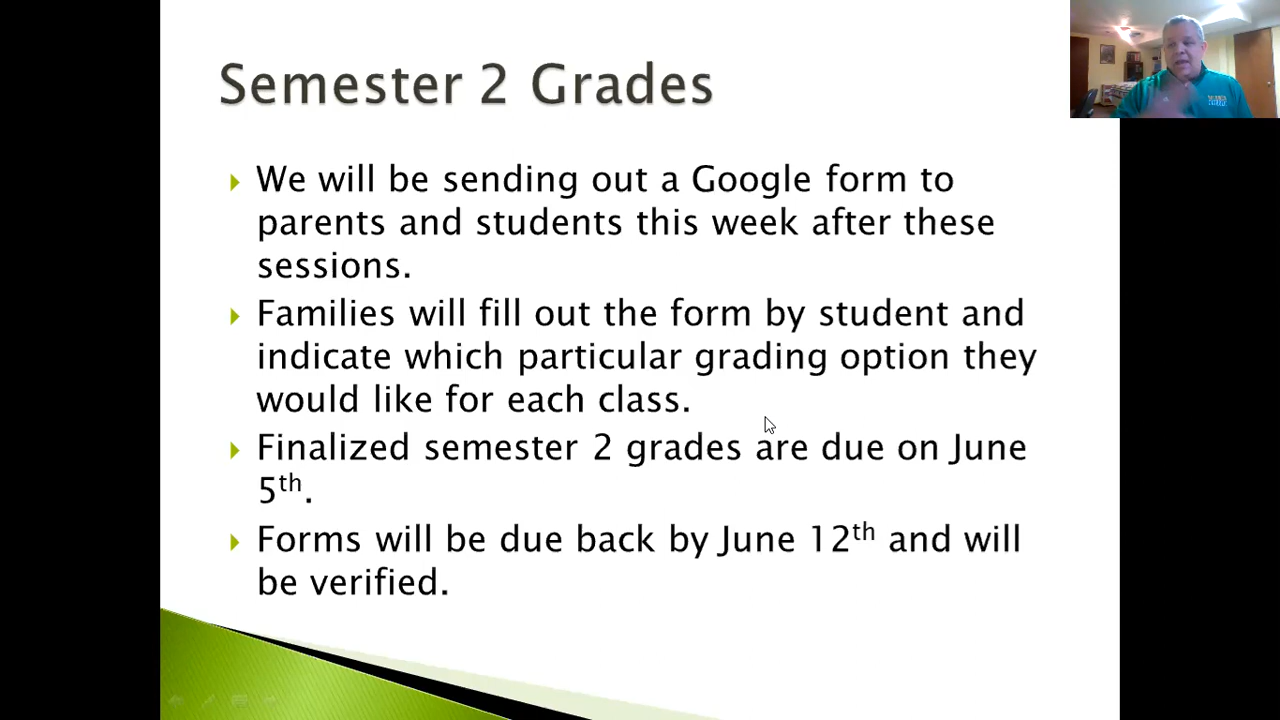 Semester 2 Grades
We will be sending out a Google form to
parents and students this week after these
sessions.
Families will fill out the form by student and
indicate which particular grading option they
would like for each class.
Finalized semester 2 grades are due on June
5th.
Forms will be due back by June 12th and will
be verified.